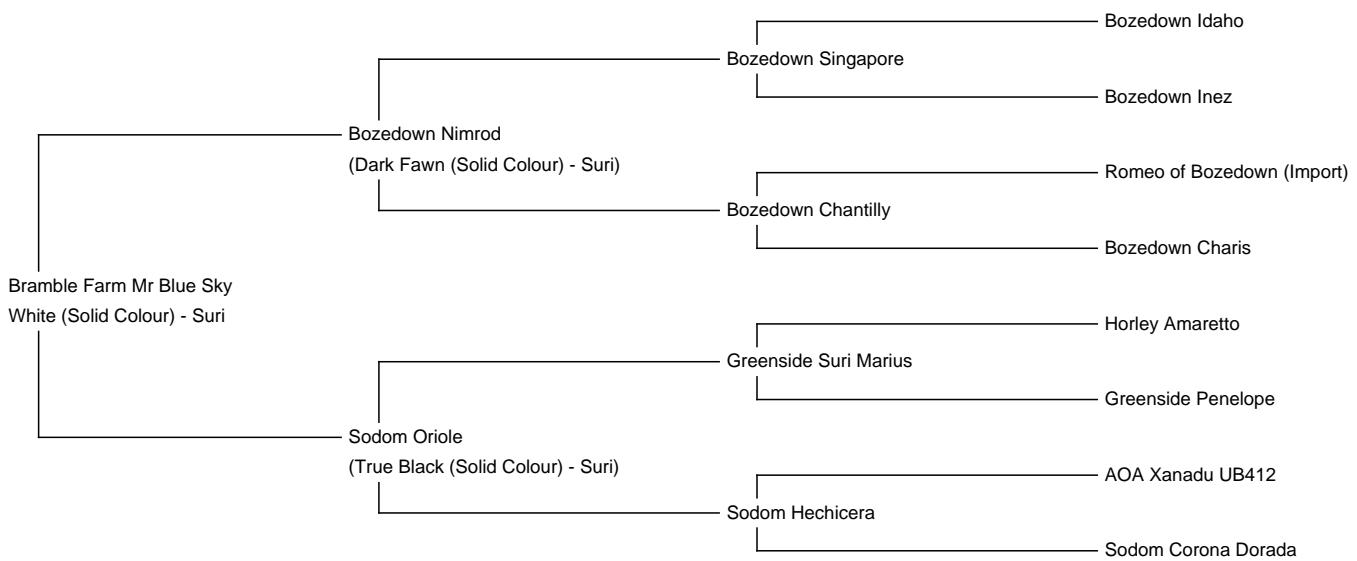 Bozedown Idaho
Bozedown Singapore
Bozedown Inez
Bozedown Nimrod
(Dark Fawn (Solid Colour) - Suri)
Romeo of Bozedown (Import)
Bozedown Chantilly
Bozedown Charis
Bramble Farm Mr Blue Sky
White (Solid Colour) - Suri
Horley Amaretto
Greenside Suri Marius
Greenside Penelope
Sodom Oriole
(True Black (Solid Colour) - Suri)
AOA Xanadu UB412
Sodom Hechicera
Sodom Corona Dorada